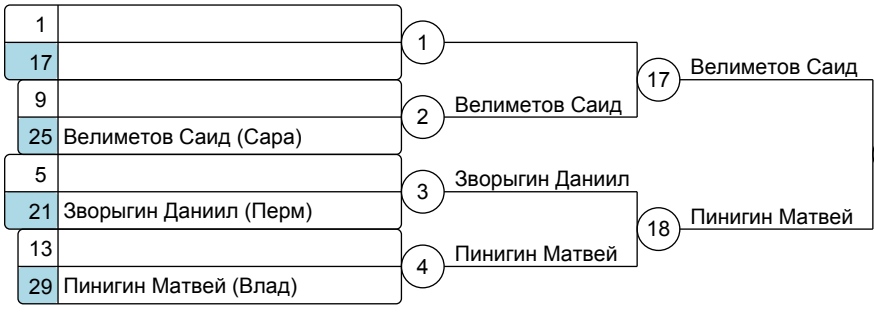 1
17
1
9
25 Велиметов Саид (Сара)
2 Велиметов Саид
17 Велиметов Саид
5
21 Зворыгин Даниил (Перм)
3 Зворыгин Даниил
13
29 Пинигин Матвей (Влад)
4 Пинигин Матвей
18 Пинигин Матвей